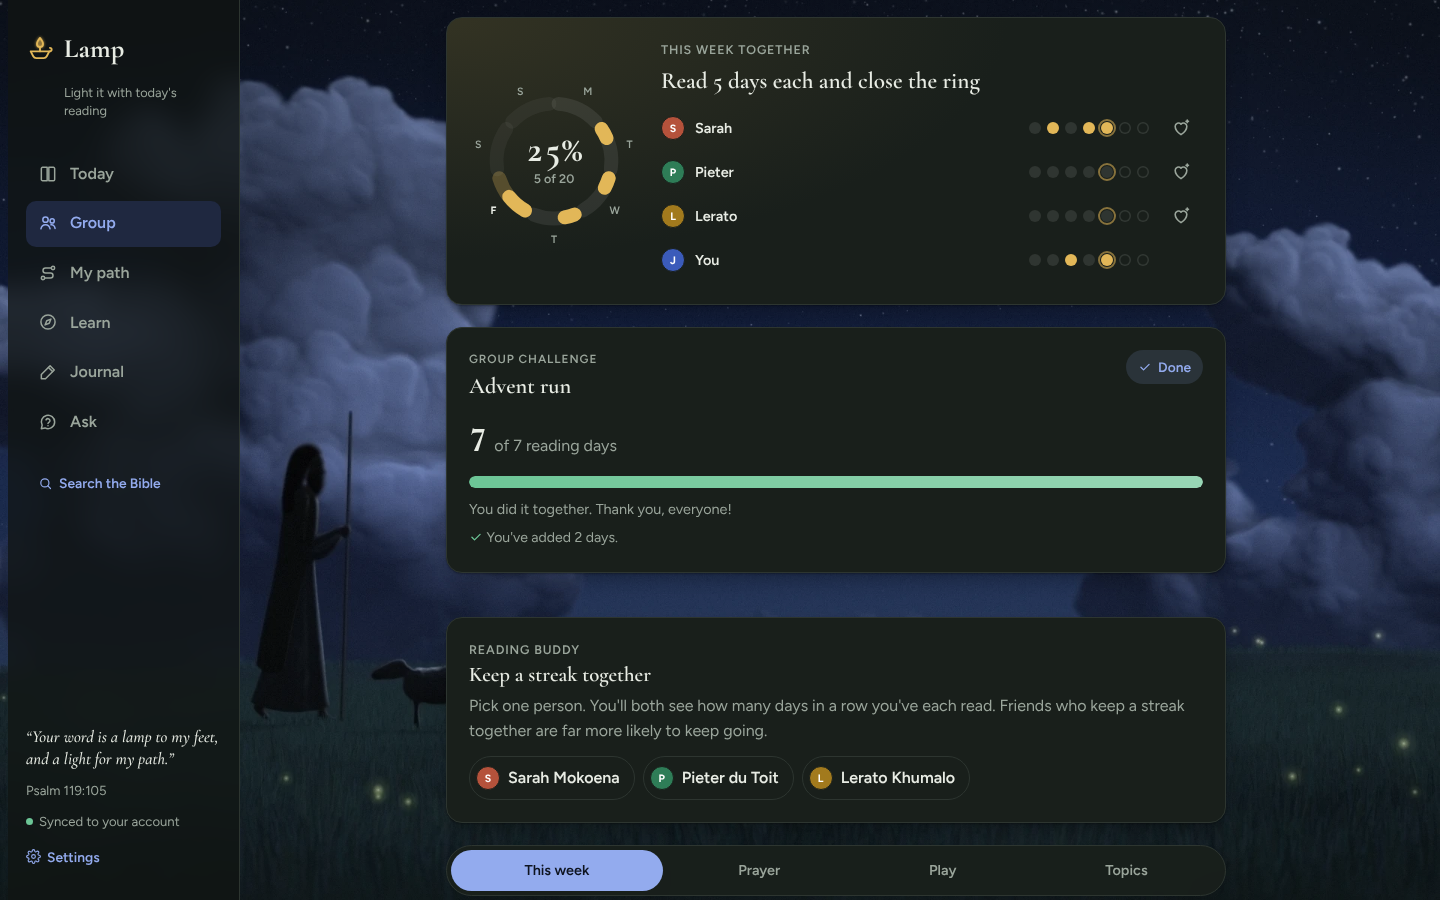 Lamp
Light it with today's
reading
Today
Group
My path
Learn
Journal
Ask
Search the Bible
“Your word is a lamp to my feet,
and a light for my path.”
Psalm 119:105
Synced to your account
Settings
S
M
S
T
25%
5 of 20
F
W
T
THIS WEEK TOGETHER
Read 5 days each and close the ring
S Sarah
P Pieter
L Lerato
J You
GROUP CHALLENGE
Advent run
Done
7 of 7 reading days
You did it together. Thank you, everyone!
You've added 2 days.
READING BUDDY
Keep a streak together
Pick one person. You'll both see how many days in a row you've each read. Friends who keep a streak
together are far more likely to keep going.
S Sarah Mokoena P Pieter du Toit L Lerato Khumalo
This week Prayer Play Topics